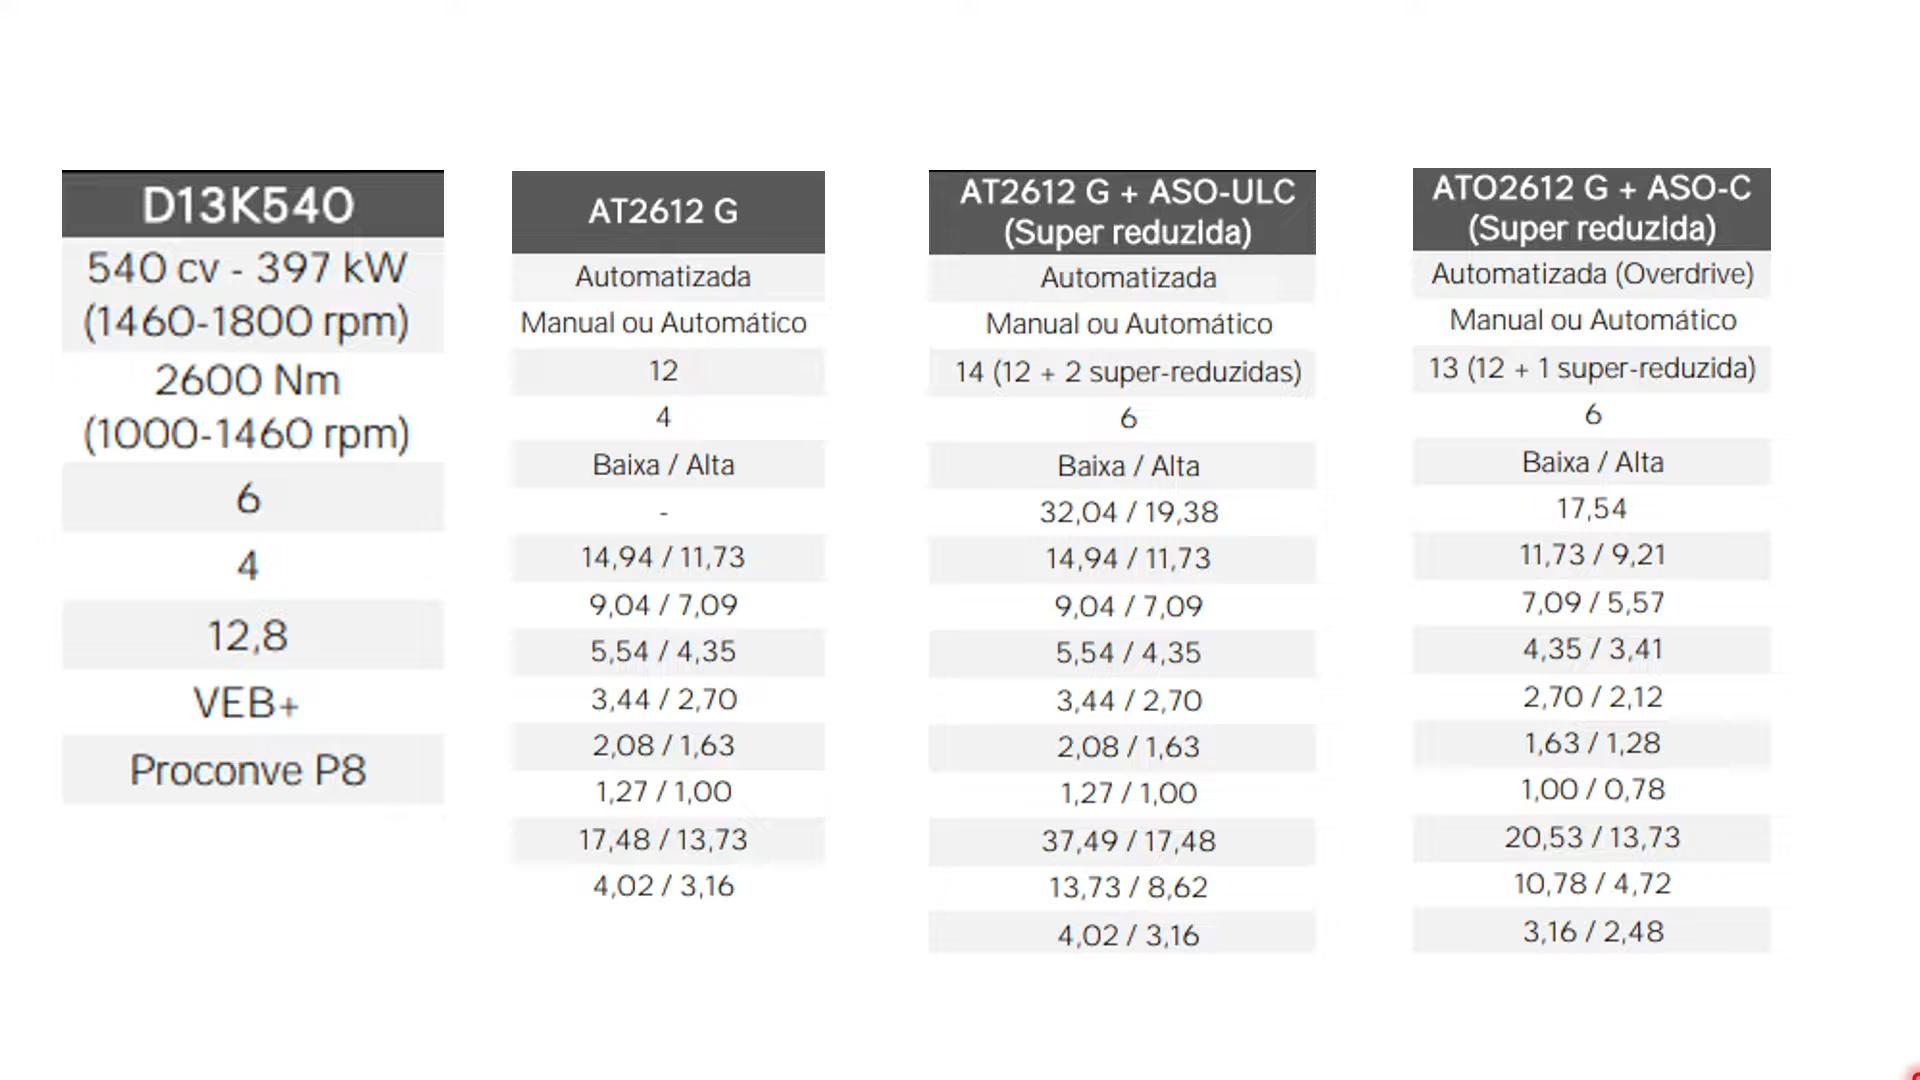 D13K540
540 cv - 397 kW
(1460-1800 rpm)
2600 Nm
(1000-1460 rpm)
6
4
12,8
VEB+
Proconve P8
AT2612 G
Automatizada
Manual ou Automático
12
4
Baixa / Alta
-
14,94 / 11,73
9,04 / 7,09
5,54 / 4,35
3,44 / 2,70
2,08 / 1,63
1,27 / 1,00
17,48 / 13,73
4,02 / 3,16
AT2612 G + ASO-ULC
(Super reduzida)
Automatizada
Manual ou Automático
14 (12 + 2 super-reduzidas)
6
Baixa / Alta
32,04 / 19,38
14,94 / 11,73
9,04 / 7,09
5,54 / 4,35
3,44 / 2,70
2,08 / 1,63
1,27 / 1,00
37,49 / 17,48
13,73 / 8,62
4,02 / 3,16
ATO2612 G + ASO-C
(Super reduzida)
Automatizada (Overdrive)
Manual ou Automático
13 (12 + 1 super-reduzida)
6
Baixa / Alta
17,54
11,73 / 9,21
7,09 / 5,57
4,35 / 3,41
2,70 / 2,12
1,63 / 1,28
1,00 / 0,78
20,53 / 13,73
10,78 / 4,72
3,16 / 2,48